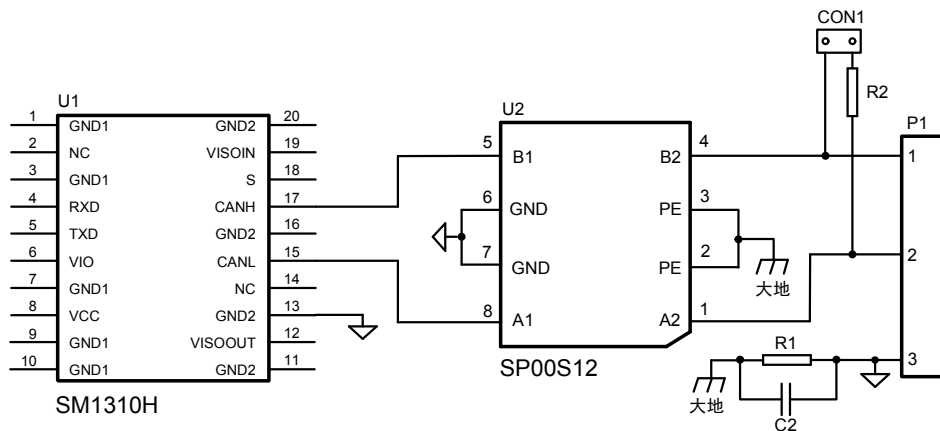 CON1
R2
U1
1 GND1 GND2 20
2 NC VISOIN 19
3 GND1 S 18
4 RXD CANH 17
5 TXD GND2 16
6 VIO CANL 15
7 GND1 NC 14
8 VCC GND2 13
9 GND1 VISOOUT 12
10 GND1 GND2 11
SM1310H
U2
5 B1 B2 4
6 GND PE 3
7 GND PE 2
8 A1 A2 1
SP00S12
大地
P1
1
2
3
R1
C2
大地